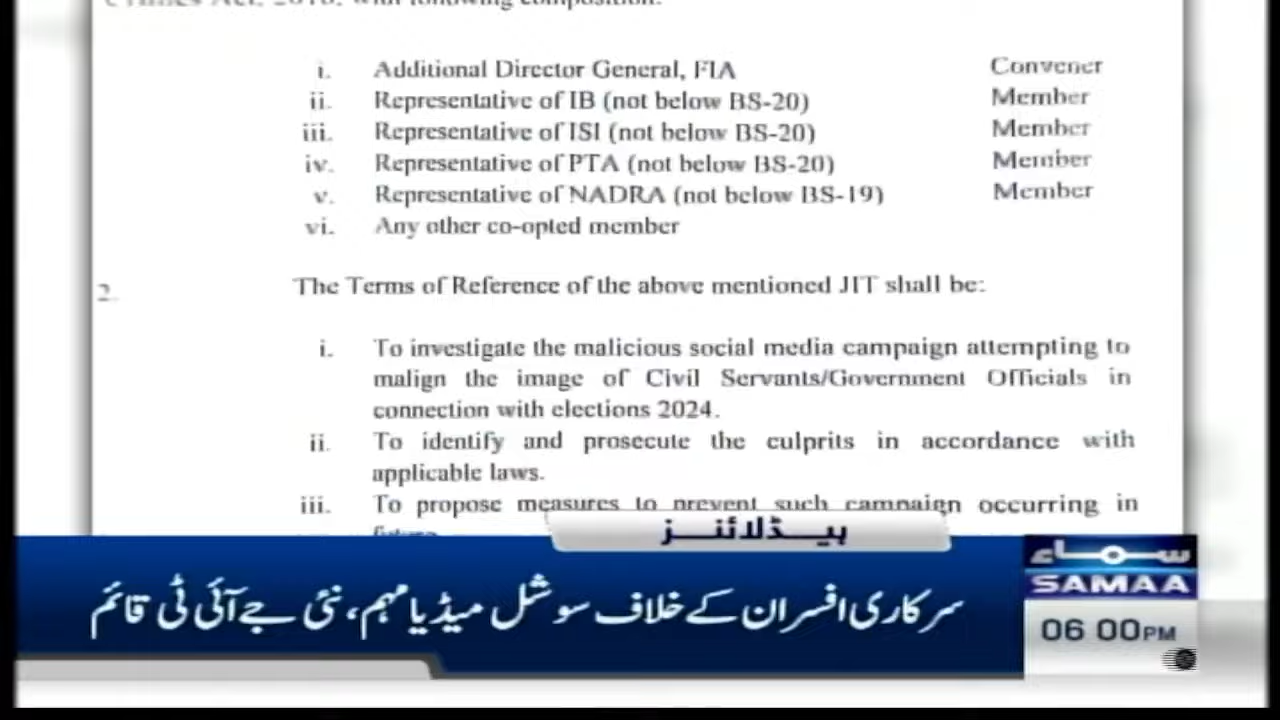 Crimes Act, 2016, with following composition:
i. Additional Director General, FIA Convener
ii. Representative of IB (not below BS-20) Member
iii. Representative of ISI (not below BS-20) Member
iv. Representative of PTA (not below BS-20) Member
v. Representative of NADRA (not below BS-19) Member
vi. Any other co-opted member
2. The Terms of Reference of the above mentioned JIT shall be:
i. To investigate the malicious social media campaign attempting to
malign the image of Civil Servants/Government Officials in
connection with elections 2024.
ii. To identify and prosecute the culprits in accordance with
applicable laws.
iii. To propose measures to prevent such campaign occurring in
future
ہیڈلائنز
سرکاری افسران کے خلاف سوشل میڈیا مہم، نئی جے آئی ٹی قائم
سماء
SAMAA
06 00PM